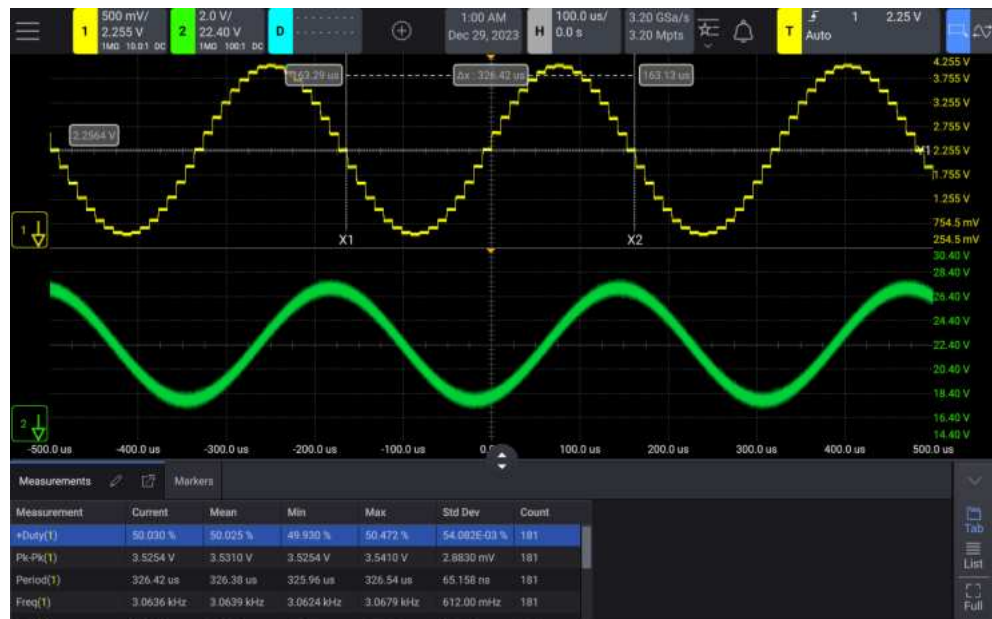 1 500 mV/ 2.255 V 1MΩ 10.0:1 DC
2 2.0 V/ 22.40 V 1MΩ 100:1 DC
D
1:00 AM
Dec 29, 2023
H 100.0 us/ 0.0 s
3.20 GSa/s
3.20 Mpts
T 1 2.25 V
Auto
4.255 V
163.29 us Δx : 326.42 us 163.13 us
3.755 V
3.255 V
2.2564 V
2.755 V
2.255 V
1.755 V
1.255 V
1
754.5 mV
X1 X2
254.5 mV
30.40 V
28.40 V
26.40 V
24.40 V
22.40 V
20.40 V
18.40 V
16.40 V
2
14.40 V
-500.0 us -400.0 us -300.0 us -200.0 us -100.0 us 100.0 us 200.0 us 300.0 us 400.0 us 500.0 us
Measurements Markers
Measurement Current Mean Min Max Std Dev Count
+Duty(1) 50.030 % 50.025 % 49.930 % 50.472 % 54.082E-03 % 181
Pk-Pk(1) 3.5254 V 3.5310 V 3.5254 V 3.5410 V 2.8830 mV 181
Period(1) 326.42 us 326.38 us 325.96 us 326.54 us 65.158 ns 181
Freq(1) 3.0636 kHz 3.0639 kHz 3.0624 kHz 3.0679 kHz 612.00 mHz 181
Tab
List
Full